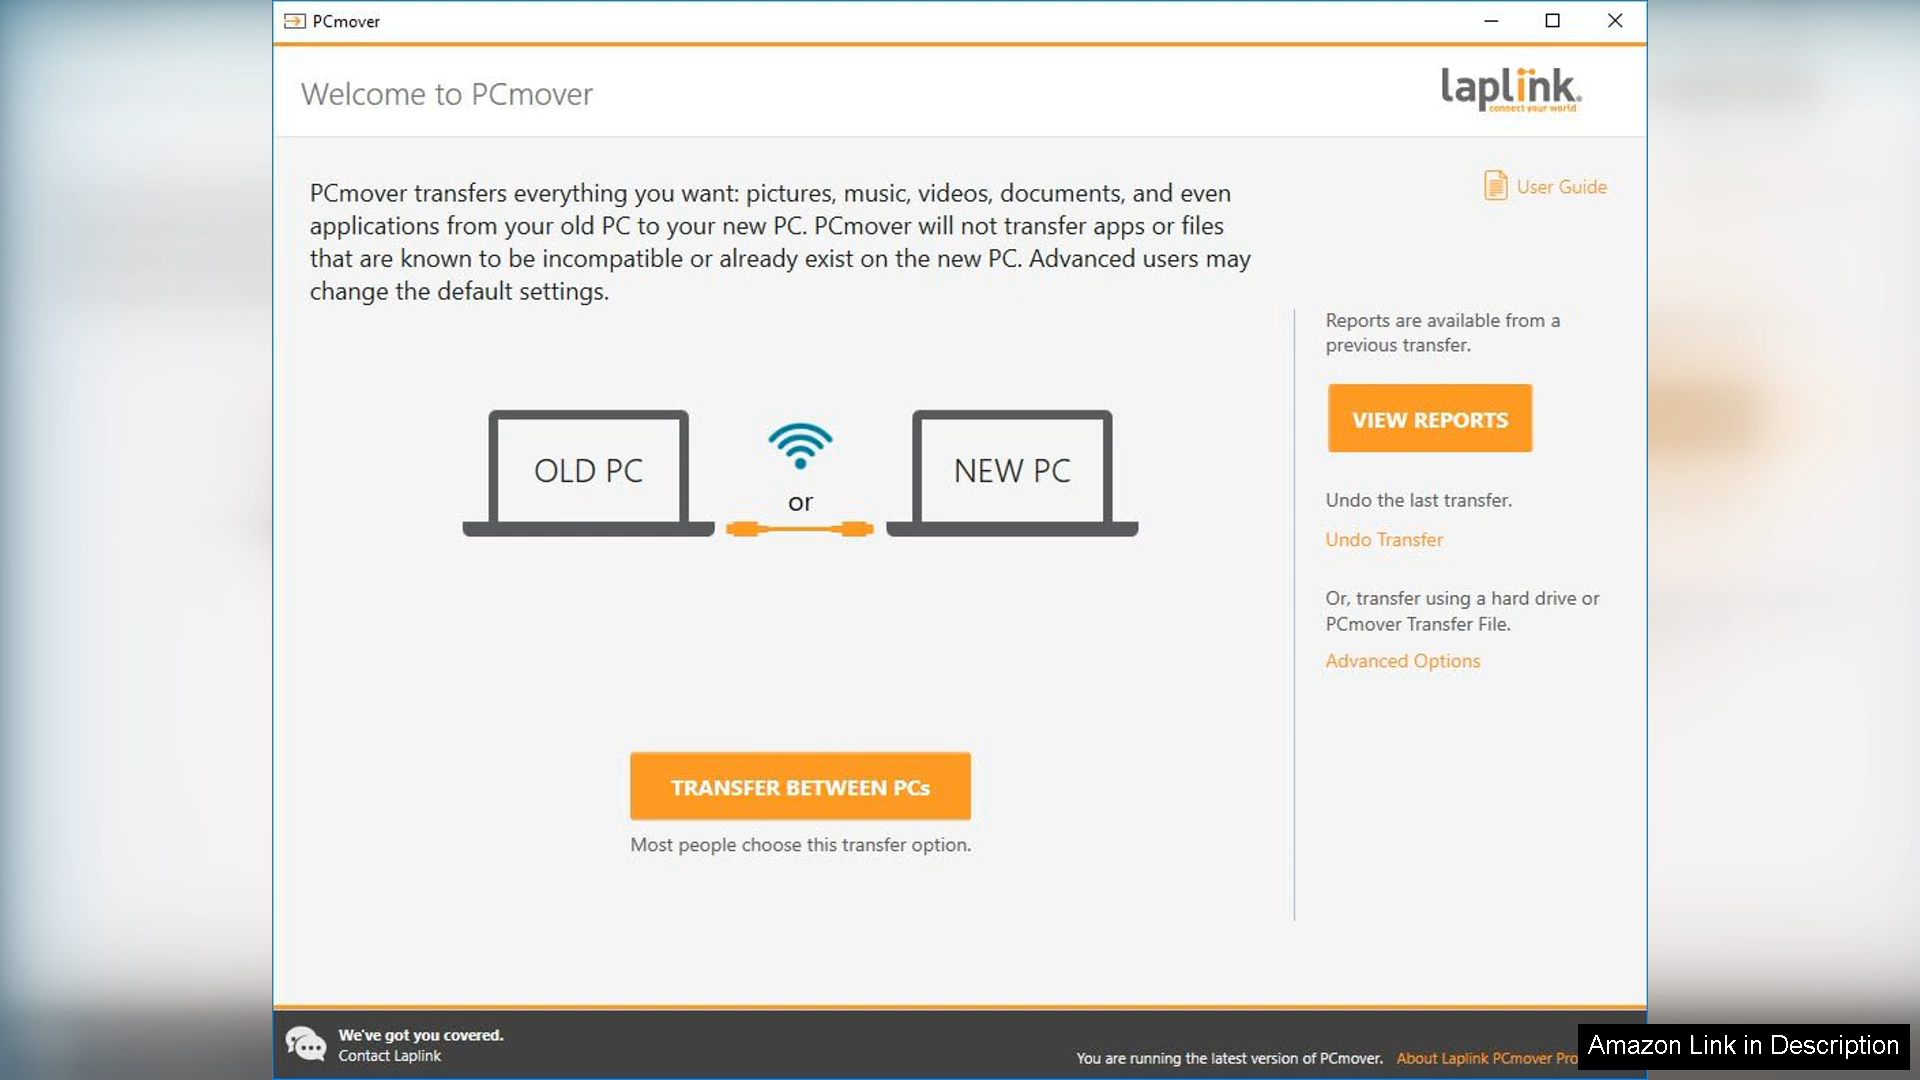 PCmover
Welcome to PCmover
laplink®
connect your world
PCmover transfers everything you want: pictures, music, videos, documents, and even
applications from your old PC to your new PC. PCmover will not transfer apps or files
that are known to be incompatible or already exist on the new PC. Advanced users may
change the default settings.
User Guide
OLD PC
or
NEW PC
TRANSFER BETWEEN PCs
Most people choose this transfer option.
Reports are available from a
previous transfer.
VIEW REPORTS
Undo the last transfer.
Undo Transfer
Or, transfer using a hard drive or
PCmover Transfer File.
Advanced Options
We've got you covered.
Contact Laplink
You are running the latest version of PCmover. About Laplink PCmover Pro
Amazon Link in Description